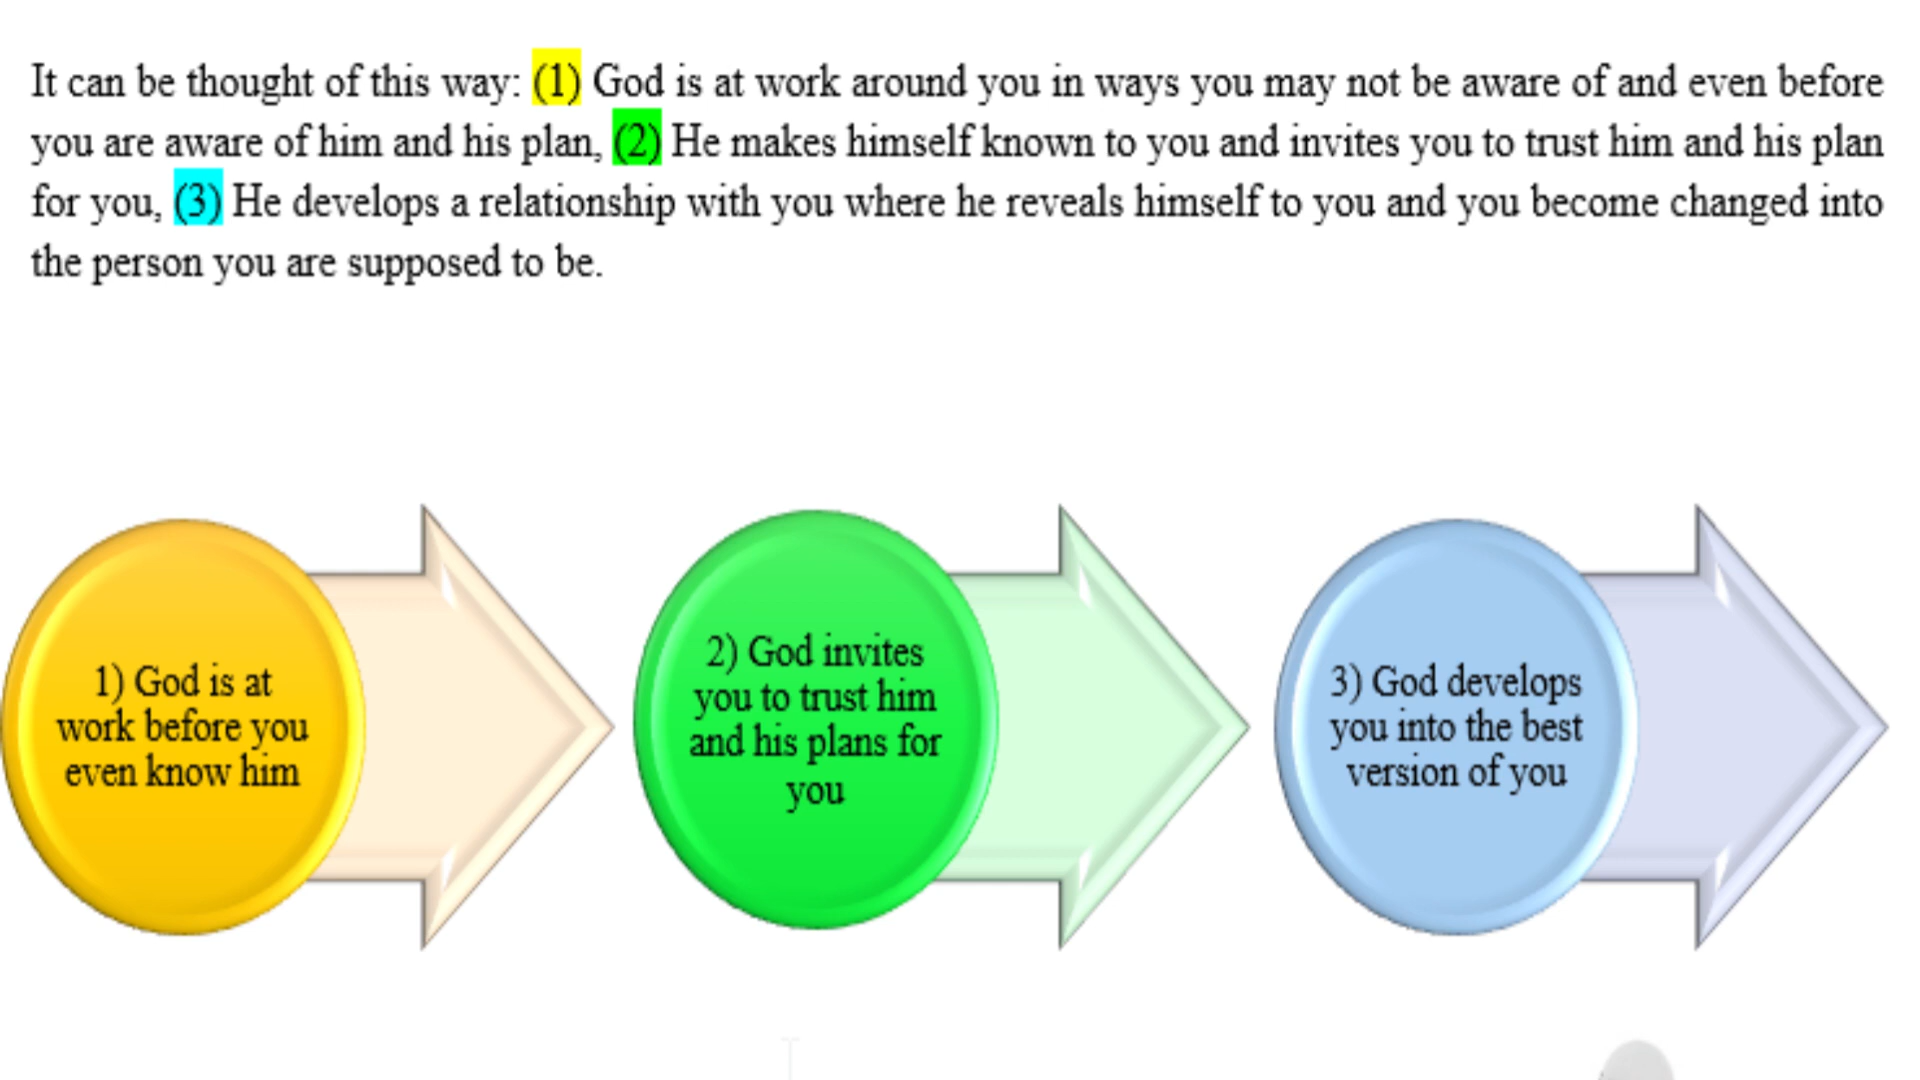 It can be thought of this way: (1) God is at work around you in ways you may not be aware of and even before
you are aware of him and his plan, (2) He makes himself known to you and invites you to trust him and his plan
for you, (3) He develops a relationship with you where he reveals himself to you and you become changed into
the person you are supposed to be.
1) God is at
work before you
even know him
2) God invites
you to trust him
and his plans for
you
3) God develops
you into the best
version of you